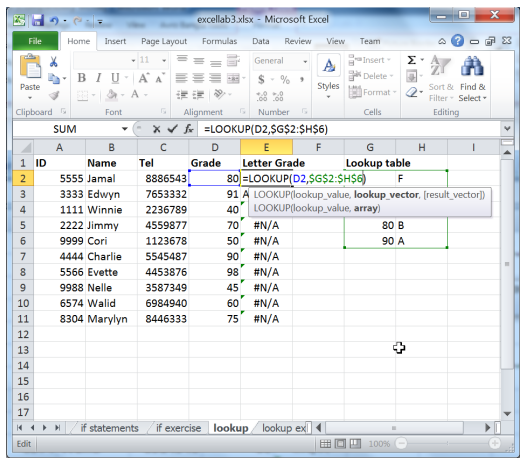 excellab3.xlsx - Microsoft Excel
File Home Insert Page Layout Formulas Data Review View Team
Paste
B I U A A
A
General
$ - % ,
Styles
Insert
Delete
Format
Σ
Sort & Filter
Find & Select
Clipboard Font Alignment Number Cells Editing
SUM fx =LOOKUP(D2,$G$2:$H$6)
A B C D E F G H I
1 ID Name Tel Grade Letter Grade Lookup table
2 5555 Jamal 8886543 80 =LOOKUP(D2,$G$2:$H$6) F
3 3333 Edwyn 7653332 91 A
LOOKUP(lookup_value, lookup_vector, [result_vector])
LOOKUP(lookup_value, array)
4 1111 Winnie 2236789 40
5 2222 Jimmy 4559877 70 #N/A 80 B
6 9999 Cori 1123678 50 #N/A 90 A
7 4444 Charlie 5545487 90 #N/A
8 5566 Evette 4453876 98 #N/A
9 9988 Nelle 3587349 45 #N/A
10 6574 Walid 6984940 60 #N/A
11 8304 Marylyn 8446333 75 #N/A
12
13
14
15
16
17
if statements if exercise lookup lookup exi
Edit 100%